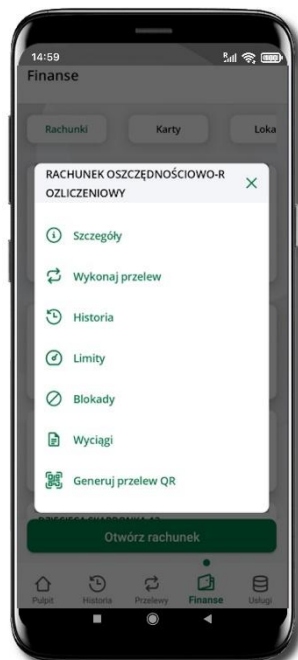 14:59
Finanse
Rachunki
Karty
Loka
RACHUNEK OSZCZĘDNOŚCIOWO-R
OZLICZENIOWY
Szczegóły
Wykonaj przelew
Historia
Limity
Blokady
Wyciągi
Generuj przelew QR
Otwórz rachunek
Pulpit
Historia
Przelewy
Finanse
Usługi